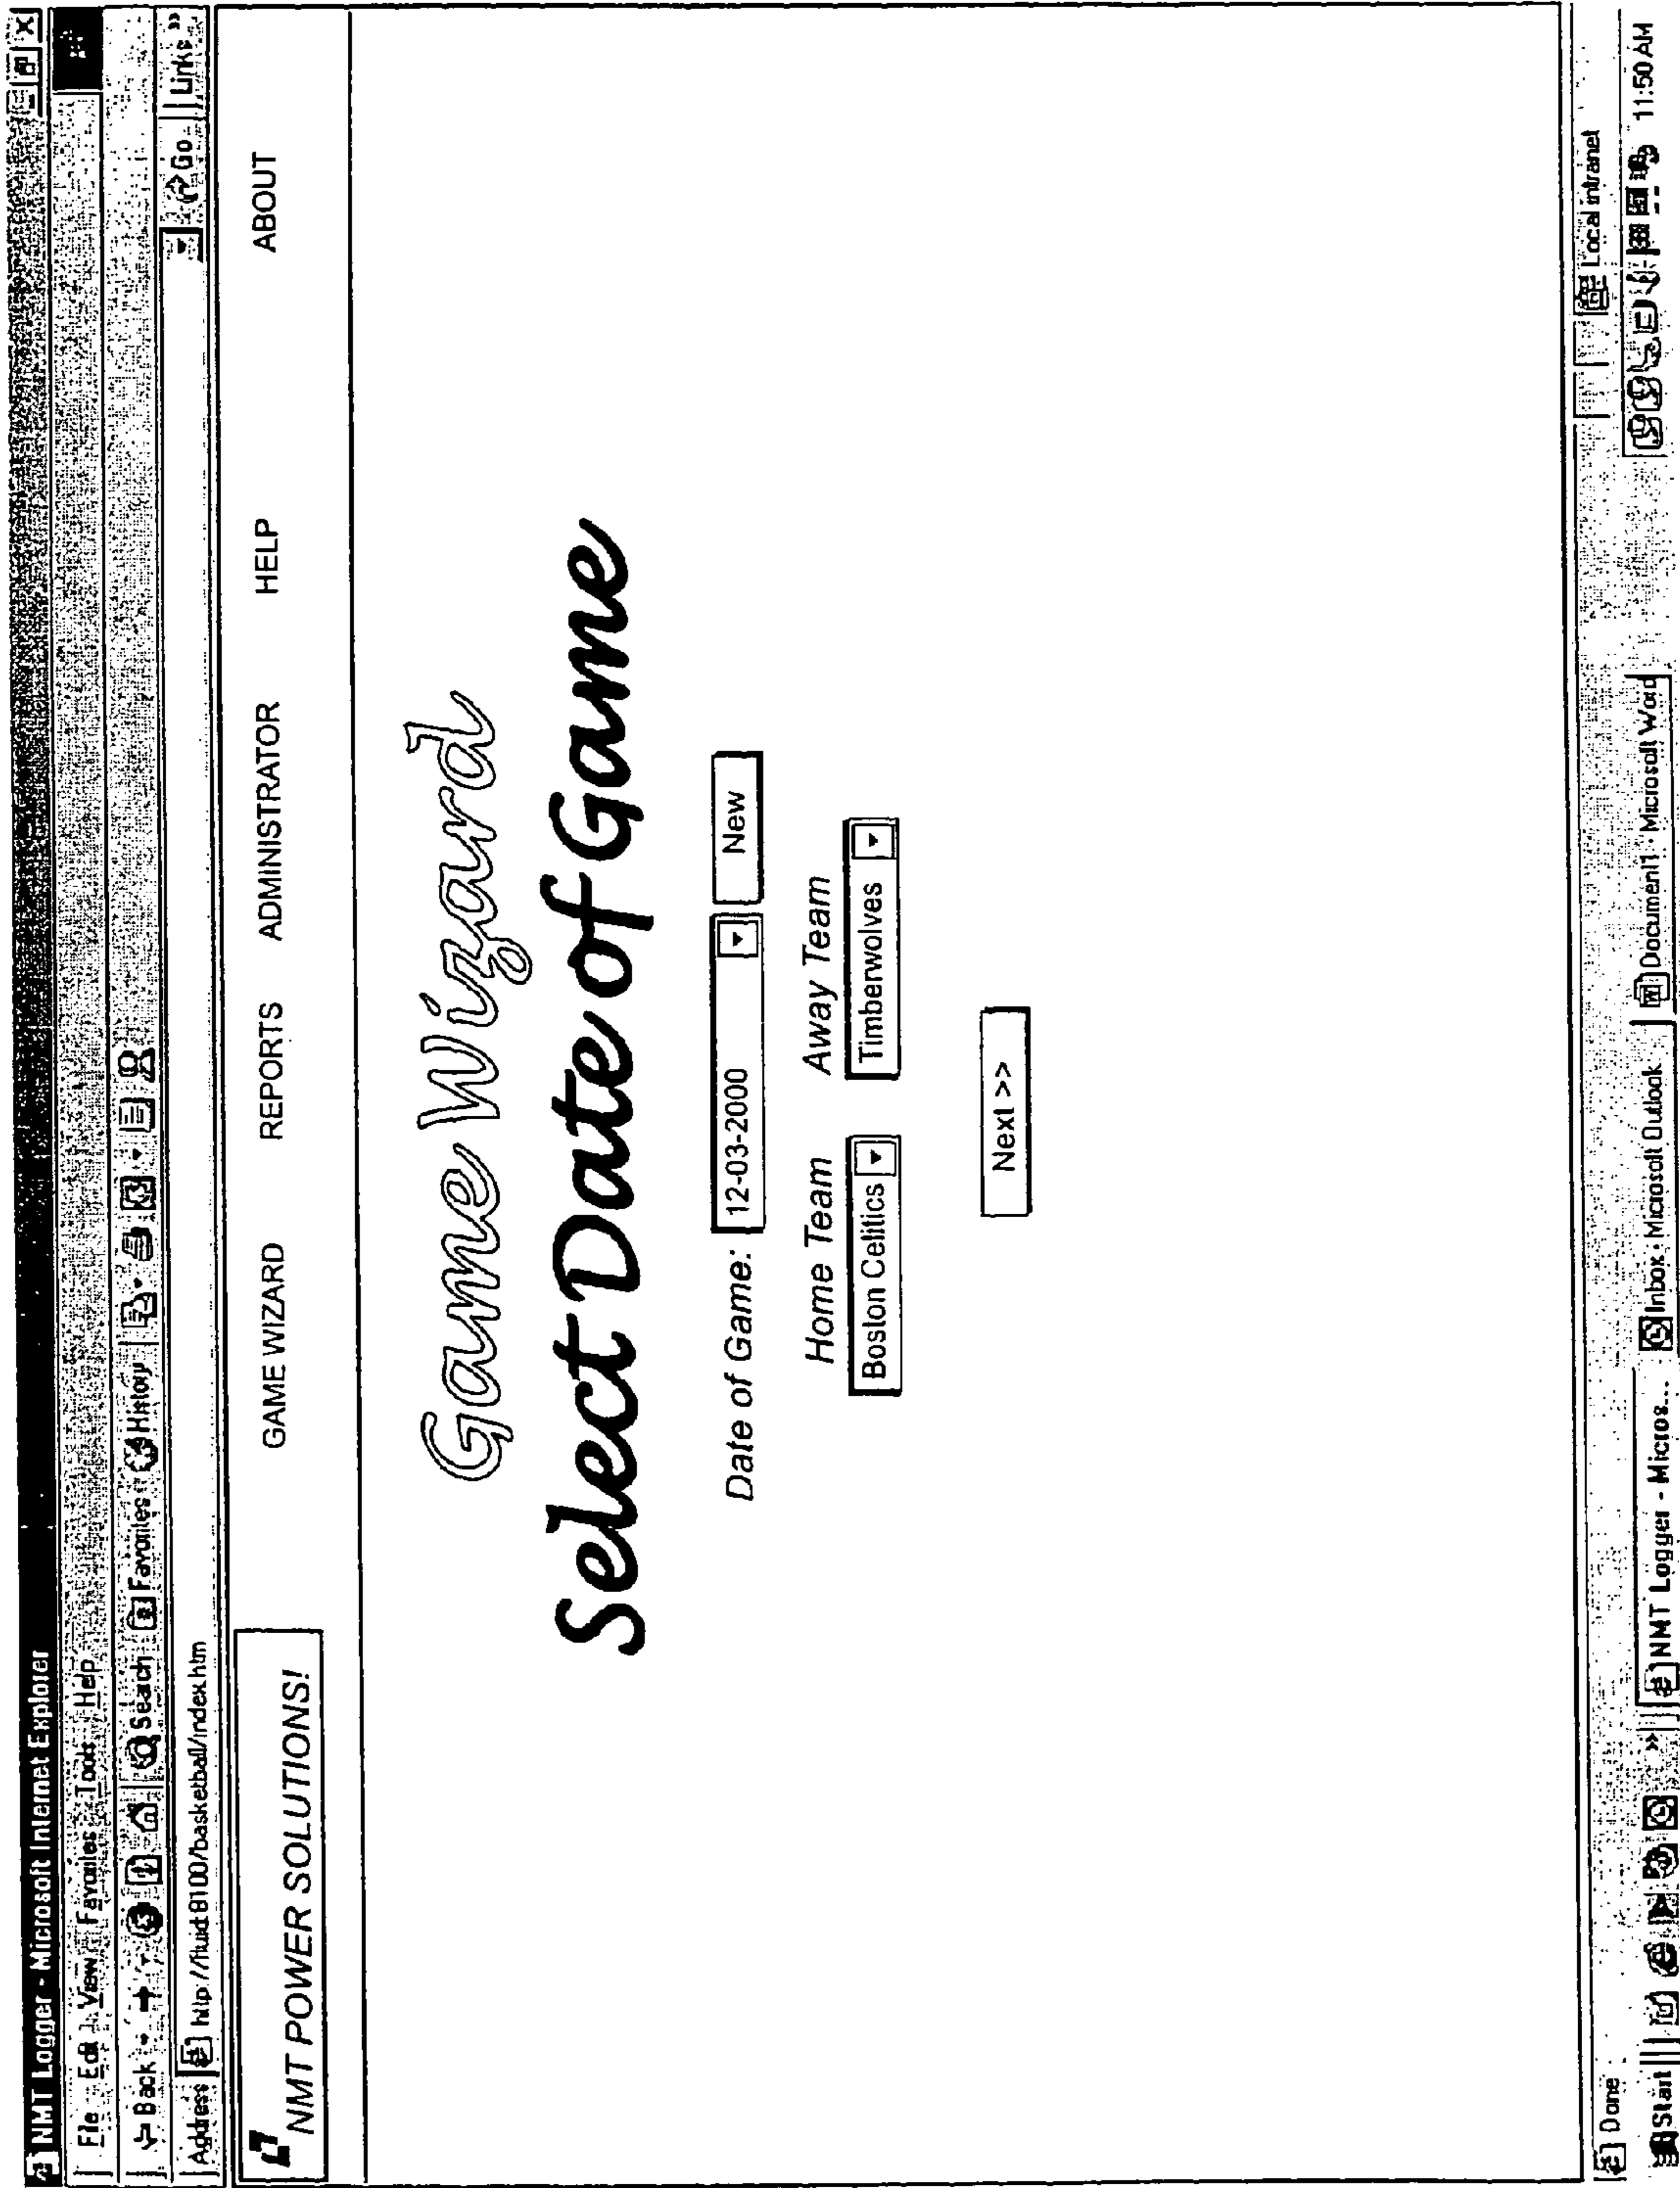 NMT Logger - Microsoft Internet Explorer
File Edit View Favorites Tools Help
Back Search Favorites History
Address http://fluid:8100/basketball/index.htm Go Links »
NMT POWER SOLUTIONS! GAME WIZARD REPORTS ADMINISTRATOR HELP ABOUT
Game Wizard
Select Date of Game
Date of Game: 12-03-2000 New
Home Team Away Team
Boston Celitics Timberwolves
Next >>
Done Local intranet
Start » NMT Logger - Micros... Inbox - Microsoft Outlook Document1 - Microsoft Word 11:50 AM